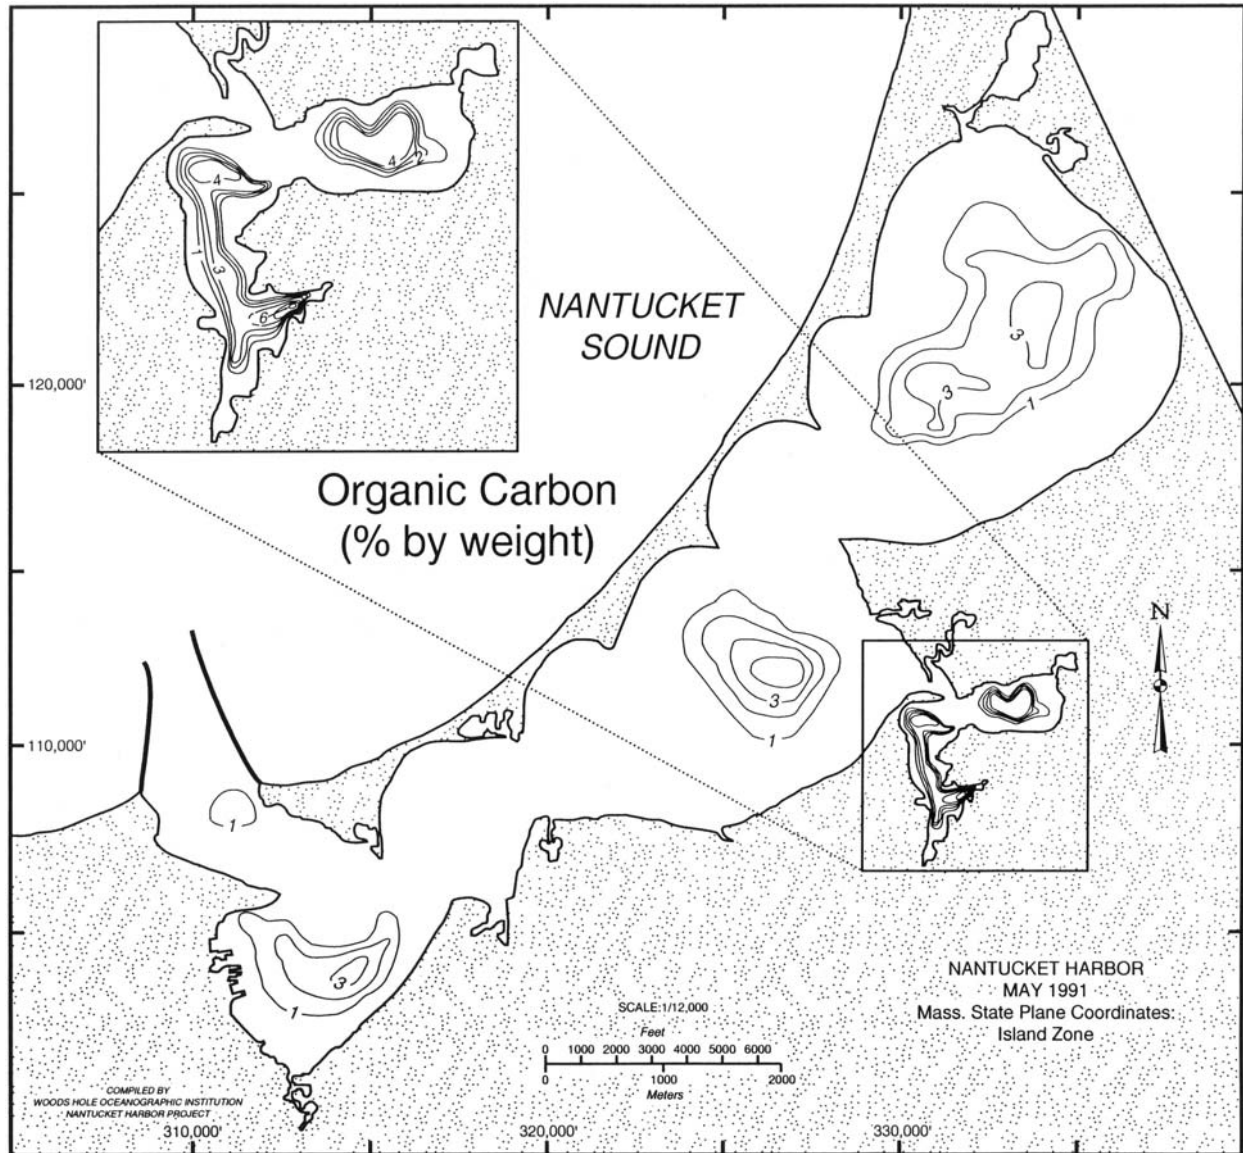 4
2
4
1
3
6
NANTUCKET
SOUND
120,000'
3
3
1
Organic Carbon
(% by weight)
N
3
1
110,000'
1
3
1
NANTUCKET HARBOR
MAY 1991
Mass. State Plane Coordinates:
Island Zone
SCALE:1/12,000
Feet
0 1000 2000 3000 4000 5000 6000
0 1000 2000
Meters
COMPILED BY
WOODS HOLE OCEANOGRAPHIC INSTITUTION
NANTUCKET HARBOR PROJECT
310,000' 320,000' 330,000'